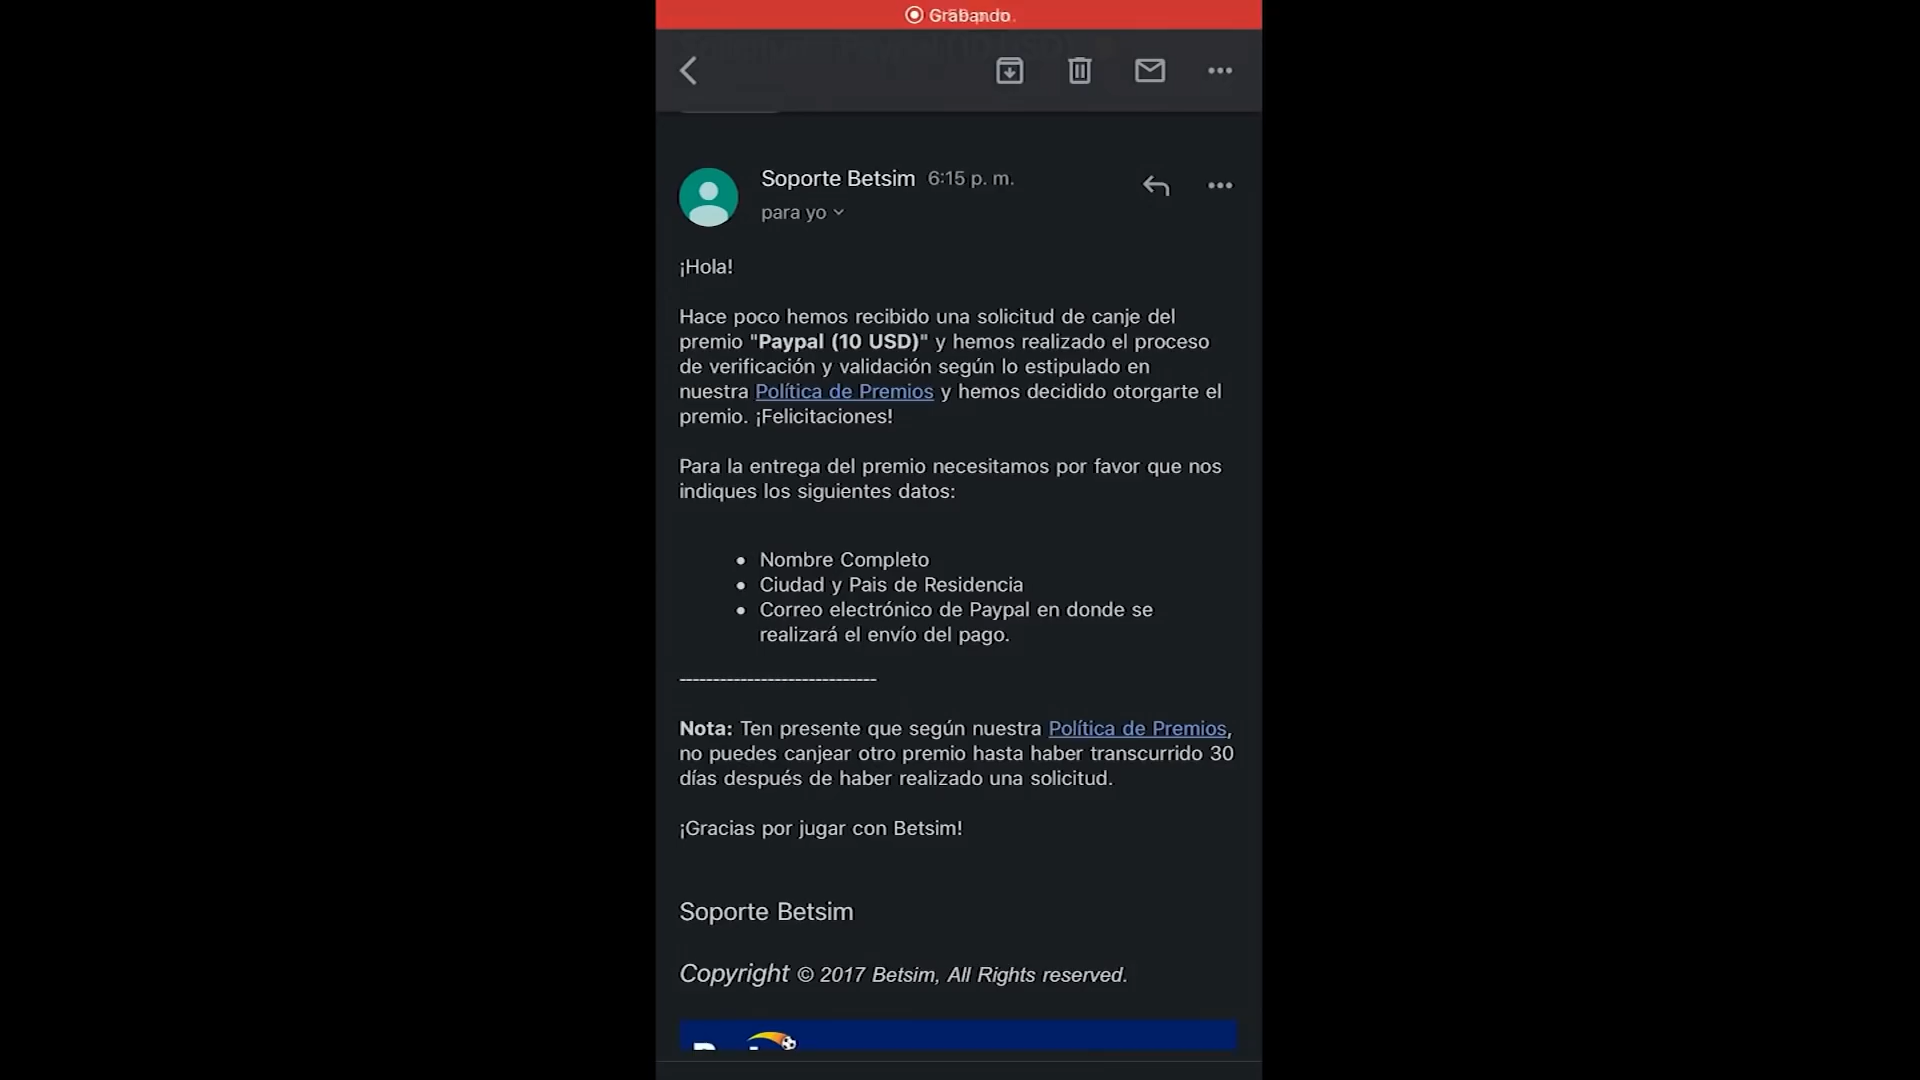 Grabando
Soporte Betsim 6:15 p. m.
para yo
¡Hola!
Hace poco hemos recibido una solicitud de canje del
premio "Paypal (10 USD)" y hemos realizado el proceso
de verificación y validación según lo estipulado en
nuestra Política de Premios y hemos decidido otorgarte el
premio. ¡Felicitaciones!
Para la entrega del premio necesitamos por favor que nos
indiques los siguientes datos:
• Nombre Completo
• Ciudad y Pais de Residencia
• Correo electrónico de Paypal en donde se
realizará el envío del pago.
------------------------------
Nota: Ten presente que según nuestra Política de Premios,
no puedes canjear otro premio hasta haber transcurrido 30
días después de haber realizado una solicitud.
¡Gracias por jugar con Betsim!
Soporte Betsim
Copyright © 2017 Betsim, All Rights reserved.